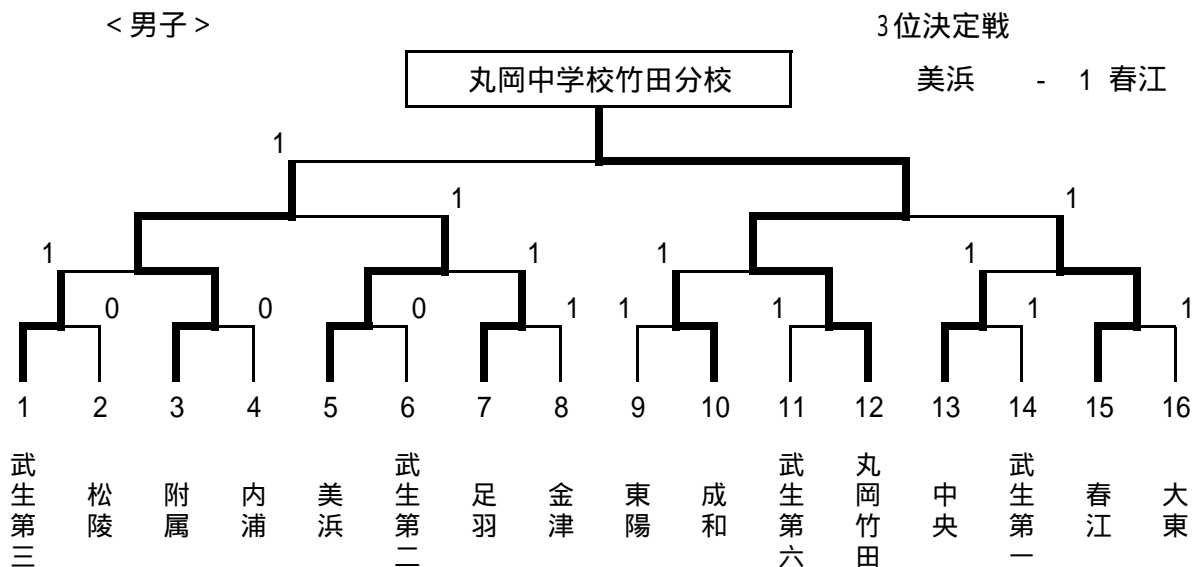 <男子>
3位決定戦
丸岡中学校竹田分校
美浜 - 1 春江
1
1 1
1 1 1 1
0 0 0 1 1 1 1 1
1 2 3 4 5 6 7 8 9 10 11 12 13 14 15 16
武生第三
松陵
附属
内浦
美浜
武生第二
足羽
金津
東陽
成和
武生第六
丸岡竹田
中央
武生第一
春江
大東